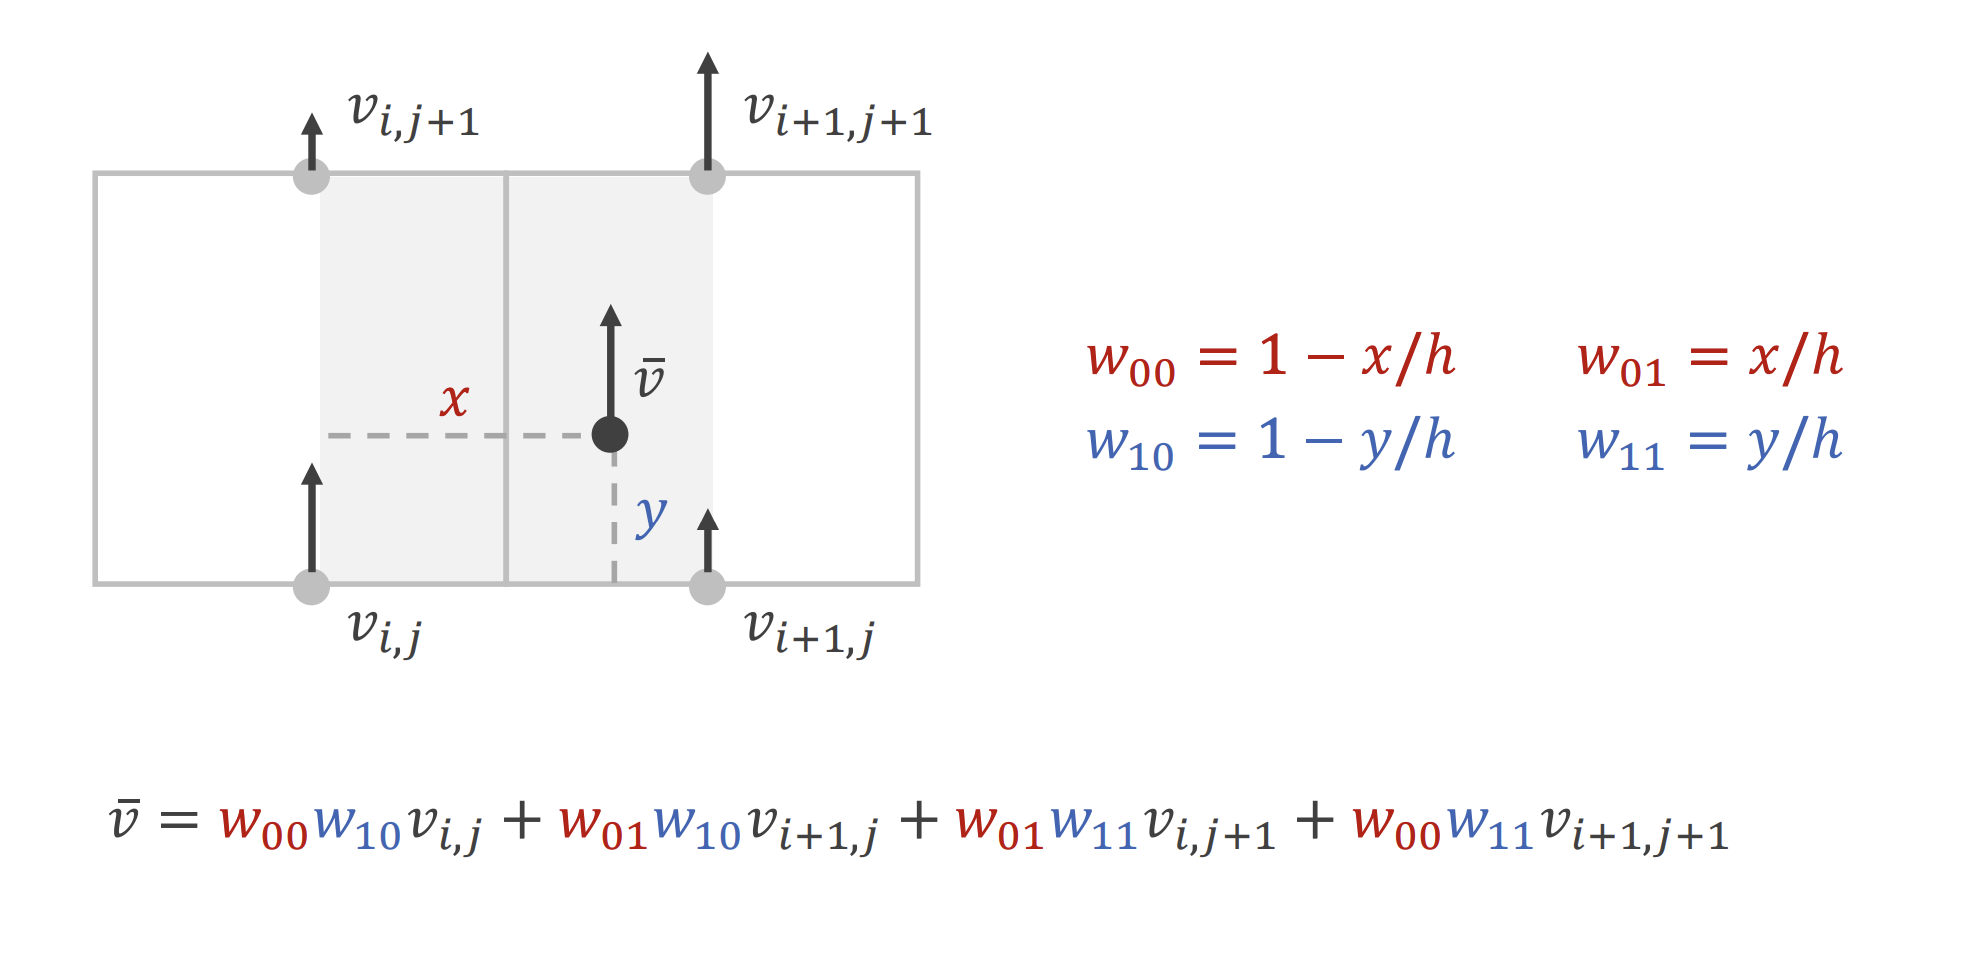 v_{i,j+1} v_{i+1,j+1}
w_{00} = 1 − x/h w_{01} = x/h
v̄
x
w_{10} = 1 − y/h w_{11} = y/h
y
v_{i,j} v_{i+1,j}
v̄ = w_{00}w_{10}v_{i,j} + w_{01}w_{10}v_{i+1,j} + w_{01}w_{11}v_{i,j+1} + w_{00}w_{11}v_{i+1,j+1}